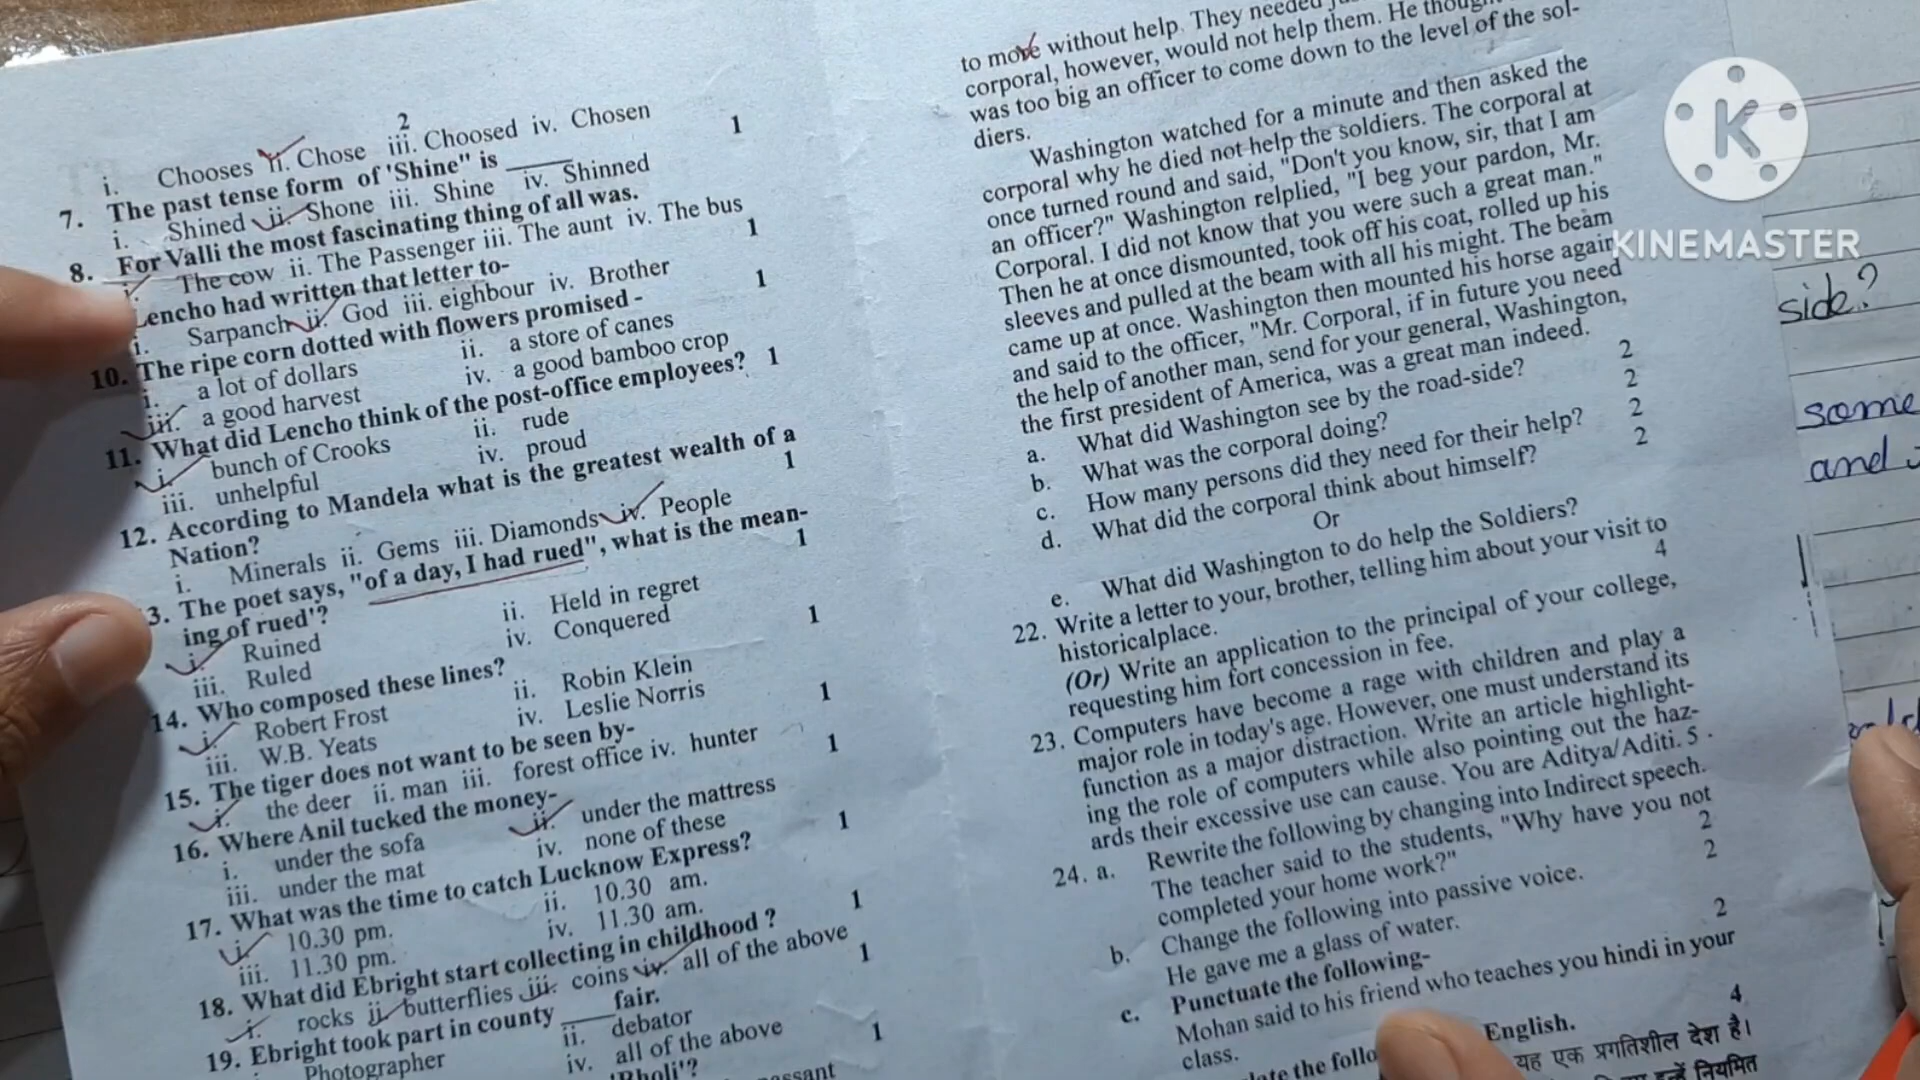 2
i. Chooses ii. Chose iii. Choosed iv. Chosen
7. The past tense form of 'Shine" is ______ 1
i. Shined ii. Shone iii. Shine iv. Shinned
8. For Valli the most fascinating thing of all was.
i. The cow ii. The Passenger iii. The aunt iv. The bus
Lencho had written that letter to- 1
i. Sarpanch ii. God iii. eighbour iv. Brother
10. The ripe corn dotted with flowers promised - 1
i. a lot of dollars ii. a store of canes
iii. a good harvest iv. a good bamboo crop
11. What did Lencho think of the post-office employees? 1
i. bunch of Crooks ii. rude
iii. unhelpful iv. proud
12. According to Mandela what is the greatest wealth of a
Nation? 1
i. Minerals ii. Gems iii. Diamonds iv. People
3. The poet says, "of a day, I had rued", what is the mean-
ing of rued'? 1
i. Ruined ii. Held in regret
iii. Ruled iv. Conquered
14. Who composed these lines? 1
i. Robert Frost ii. Robin Klein
iii. W.B. Yeats iv. Leslie Norris
15. The tiger does not want to be seen by- 1
i. the deer ii. man iii. forest office iv. hunter
16. Where Anil tucked the money- 1
i. under the sofa ii. under the mattress
iii. under the mat iv. none of these
17. What was the time to catch Lucknow Express? 1
i. 10.30 pm. ii. 10.30 am.
iii. 11.30 pm. iv. 11.30 am.
18. What did Ebright start collecting in childhood ? 1
i. rocks ii. butterflies iii. coins iv. all of the above
19. Ebright took part in county ______ fair. 1
Photographer ii. debator
iv. all of the above
'Bholi'? 1
to move without help. They needed
corporal, however, would not help them. He
was too big an officer to come down to the level of the sol-
diers.
Washington watched for a minute and then asked the
corporal why he died not help the soldiers. The corporal at
once turned round and said, "Don't you know, sir, that I am
an officer?" Washington relplied, "I beg your pardon, Mr.
Corporal. I did not know that you were such a great man."
Then he at once dismounted, took off his coat, rolled up his
sleeves and pulled at the beam with all his might. The beam
came up at once. Washington then mounted his horse again
and said to the officer, "Mr. Corporal, if in future you need
the help of another man, send for your general, Washington,
the first president of America, was a great man indeed.
a. What did Washington see by the road-side? 2
b. What was the corporal doing? 2
c. How many persons did they need for their help? 2
d. What did the corporal think about himself? 2
Or
e. What did Washington to do help the Soldiers?
22. Write a letter to your, brother, telling him about your visit to
historicalplace. 4
(Or) Write an application to the principal of your college,
requesting him fort concession in fee.
23. Computers have become a rage with children and play a
major role in today's age. However, one must understand its
function as a major distraction. Write an article highlight-
ing the role of computers while also pointing out the haz-
ards their excessive use can cause. You are Aditya/Aditi. 5 .
24. a. Rewrite the following by changing into Indirect speech.
The teacher said to the students, "Why have you not
completed your home work?" 2
b. Change the following into passive voice. 2
He gave me a glass of water.
c. Punctuate the following- 2
Mohan said to his friend who teaches you hindi in your
class.
English. 4
यह एक प्रगतिशील देश है।
नियमित
KINEMASTER
side?
some
and